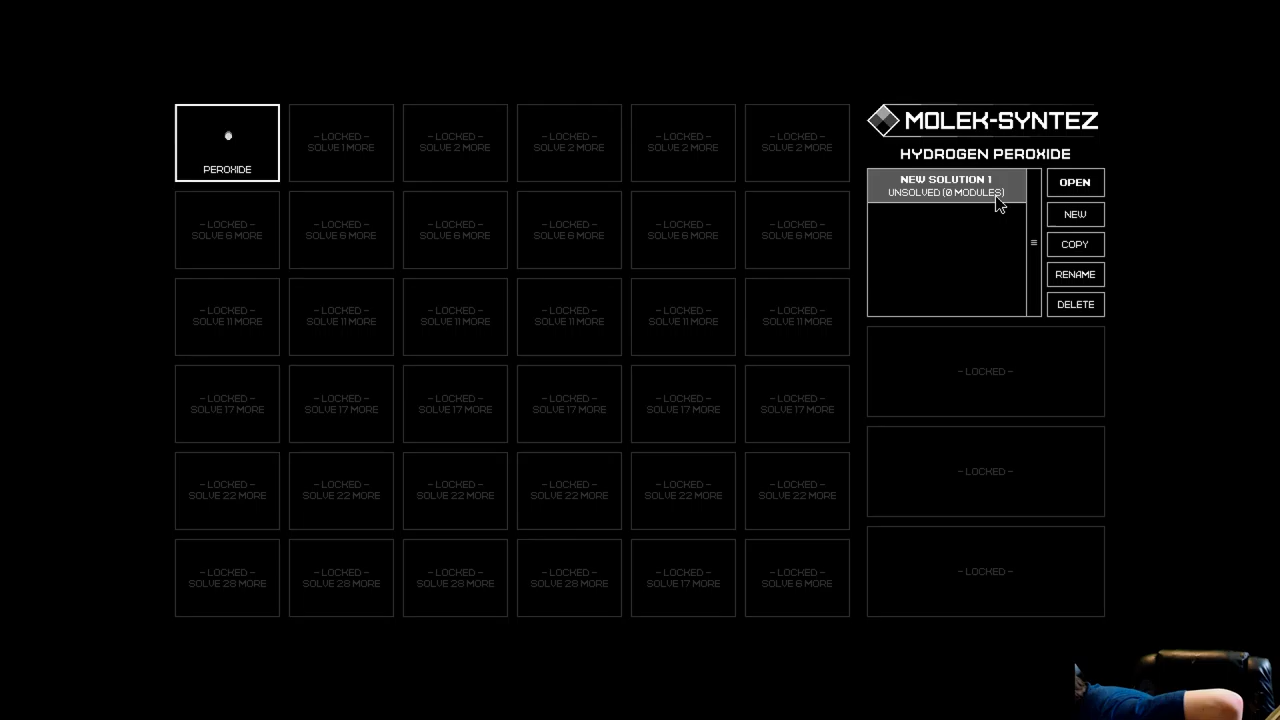 MOLEK-SYNTEZ
HYDROGEN PEROXIDE
NEW SOLUTION 1
UNSOLVED (0 MODULES)
OPEN
NEW
COPY
RENAME
DELETE
- LOCKED -
- LOCKED -
- LOCKED -
PEROXIDE
- LOCKED -
SOLVE 1 MORE
- LOCKED -
SOLVE 2 MORE
- LOCKED -
SOLVE 2 MORE
- LOCKED -
SOLVE 2 MORE
- LOCKED -
SOLVE 2 MORE
- LOCKED -
SOLVE 6 MORE
- LOCKED -
SOLVE 6 MORE
- LOCKED -
SOLVE 6 MORE
- LOCKED -
SOLVE 6 MORE
- LOCKED -
SOLVE 6 MORE
- LOCKED -
SOLVE 6 MORE
- LOCKED -
SOLVE 11 MORE
- LOCKED -
SOLVE 11 MORE
- LOCKED -
SOLVE 11 MORE
- LOCKED -
SOLVE 11 MORE
- LOCKED -
SOLVE 11 MORE
- LOCKED -
SOLVE 11 MORE
- LOCKED -
SOLVE 17 MORE
- LOCKED -
SOLVE 17 MORE
- LOCKED -
SOLVE 17 MORE
- LOCKED -
SOLVE 17 MORE
- LOCKED -
SOLVE 17 MORE
- LOCKED -
SOLVE 17 MORE
- LOCKED -
SOLVE 22 MORE
- LOCKED -
SOLVE 22 MORE
- LOCKED -
SOLVE 22 MORE
- LOCKED -
SOLVE 22 MORE
- LOCKED -
SOLVE 22 MORE
- LOCKED -
SOLVE 22 MORE
- LOCKED -
SOLVE 28 MORE
- LOCKED -
SOLVE 28 MORE
- LOCKED -
SOLVE 28 MORE
- LOCKED -
SOLVE 28 MORE
- LOCKED -
SOLVE 17 MORE
- LOCKED -
SOLVE 6 MORE